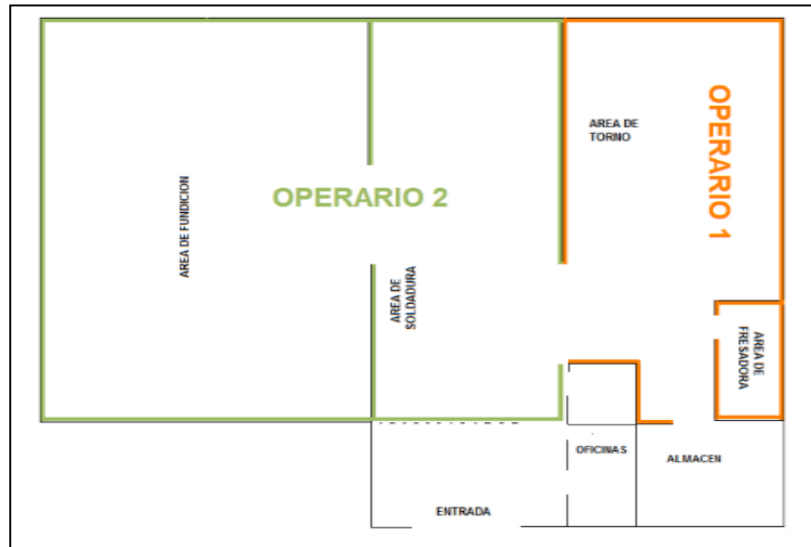 AREA DE
TORNO
OPERARIO 1
OPERARIO 2
AREA DE FUNDICION
AREA DE
SOLDADURA
AREA DE
FRESADORA
OFICINAS
ALMACEN
ENTRADA